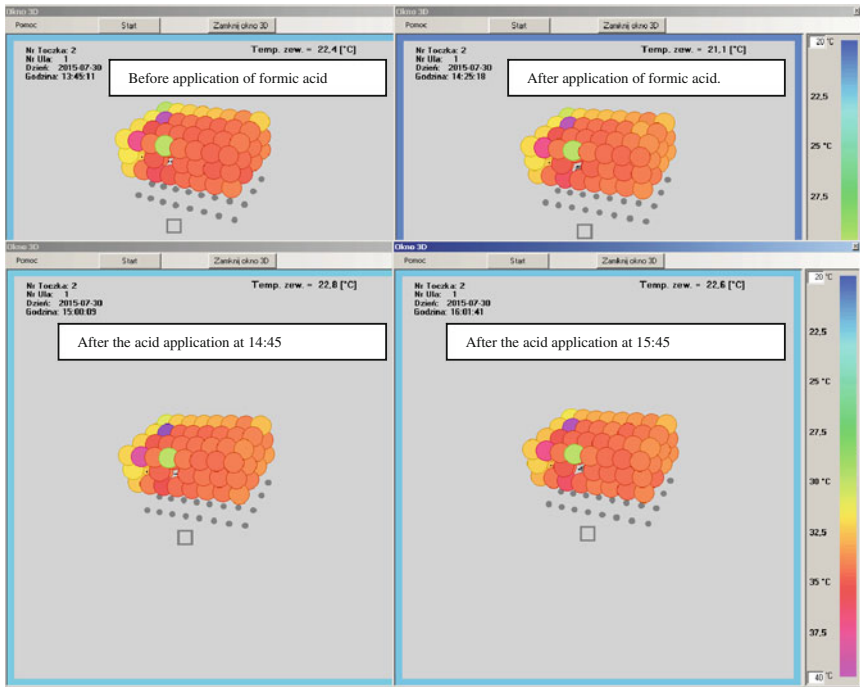 Okno 3D
Pomoc Start Zamknij okno 3D
Nr Toczka: 2
Nr Ula: 1
Dzień: 2015-07-30
Godzina: 13:45:11
Temp. zew. = 22,4 [°C]
Before application of formic acid
Okno 3D
Pomoc Start Zamknij okno 3D
Nr Toczka: 2
Nr Ula: 1
Dzień: 2015-07-30
Godzina: 14:25:18
Temp. zew. = 21,1 [°C]
After application of formic acid.
20 °C
22,5
25 °C
27,5
Okno 3D
Pomoc Start Zamknij okno 3D
Nr Toczka: 2
Nr Ula: 1
Dzień: 2015-07-30
Godzina: 15:00:09
Temp. zew. = 22,8 [°C]
After the acid application at 14:45
Okno 3D
Pomoc Start Zamknij okno 3D
Nr Toczka: 2
Nr Ula: 1
Dzień: 2015-07-30
Godzina: 16:01:41
Temp. zew. = 22,6 [°C]
After the acid application at 15:45
20 °C
22,5
25 °C
27,5
30 °C
32,5
35 °C
37,5
40 °C